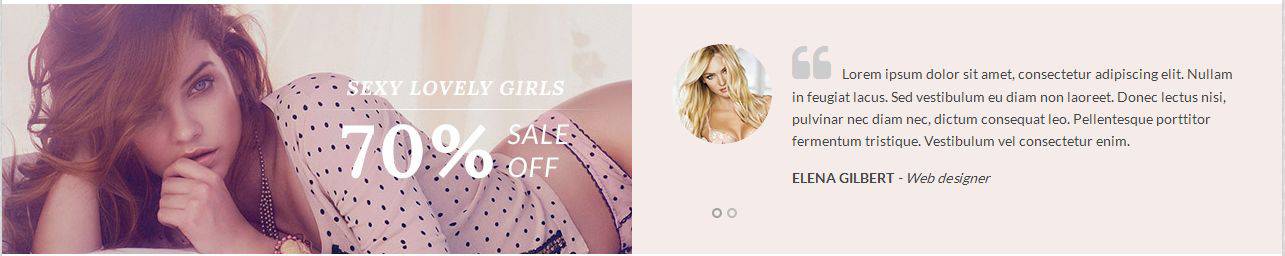 SEXY LOVELY GIRLS
70% SALE
OFF
❝ Lorem ipsum dolor sit amet, consectetur adipiscing elit. Nullam
in feugiat lacus. Sed vestibulum eu diam non laoreet. Donec lectus nisi,
pulvinar nec diam nec, dictum consequat leo. Pellentesque porttitor
fermentum tristique. Vestibulum vel consectetur enim.
ELENA GILBERT - Web designer